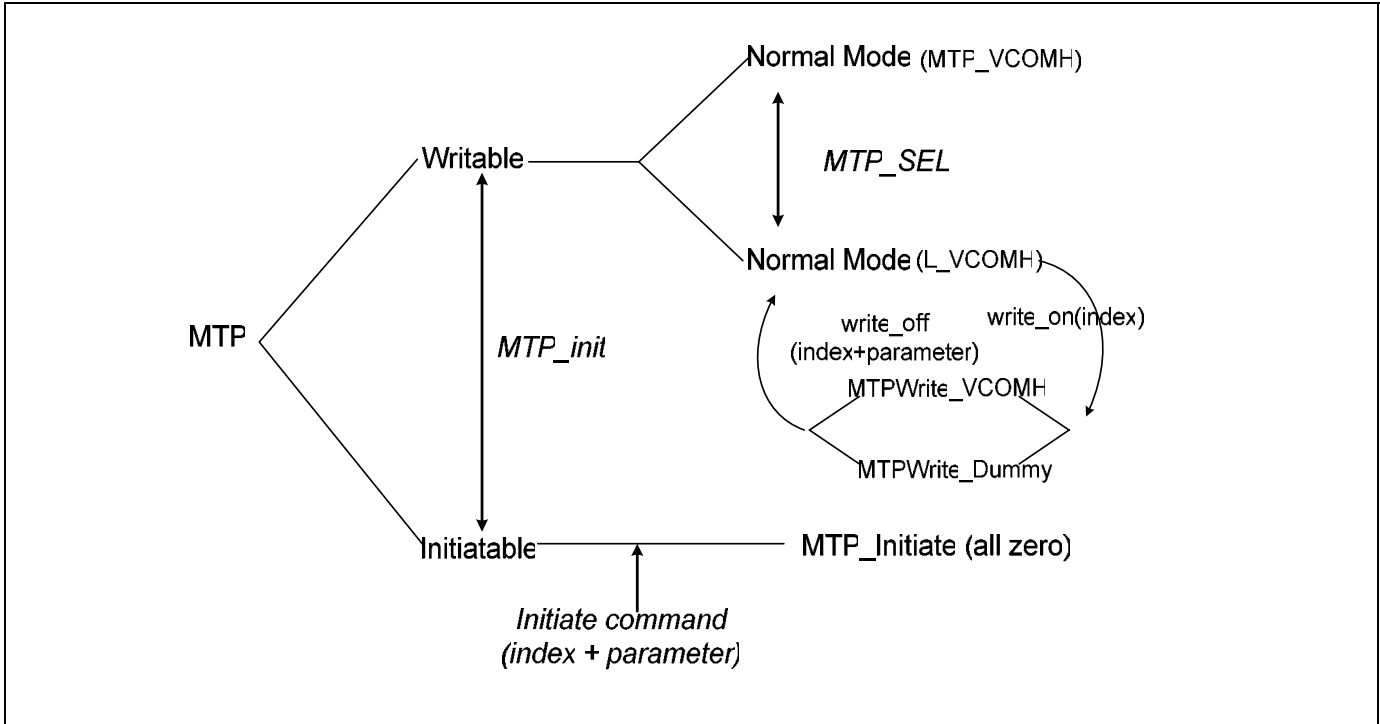 Normal Mode (MTP_VCOMH)
MTP_SEL
Writable
Normal Mode (L_VCOMH)
write_off
(index+parameter)
write_on(index)
MTP
MTP_init
MTPWrite_VCOMH
MTPWrite_Dummy
Initiatable
MTP_Initiate (all zero)
Initiate command
(index + parameter)